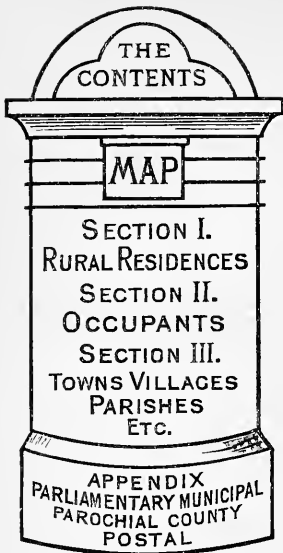 THE
CONTENTS
MAP
SECTION I.
RURAL RESIDENCES
SECTION II.
OCCUPANTS
SECTION III.
TOWNS VILLAGES
PARISHES
ETC.
APPENDIX
PARLIAMENTARY MUNICIPAL
PAROCHIAL COUNTY
POSTAL